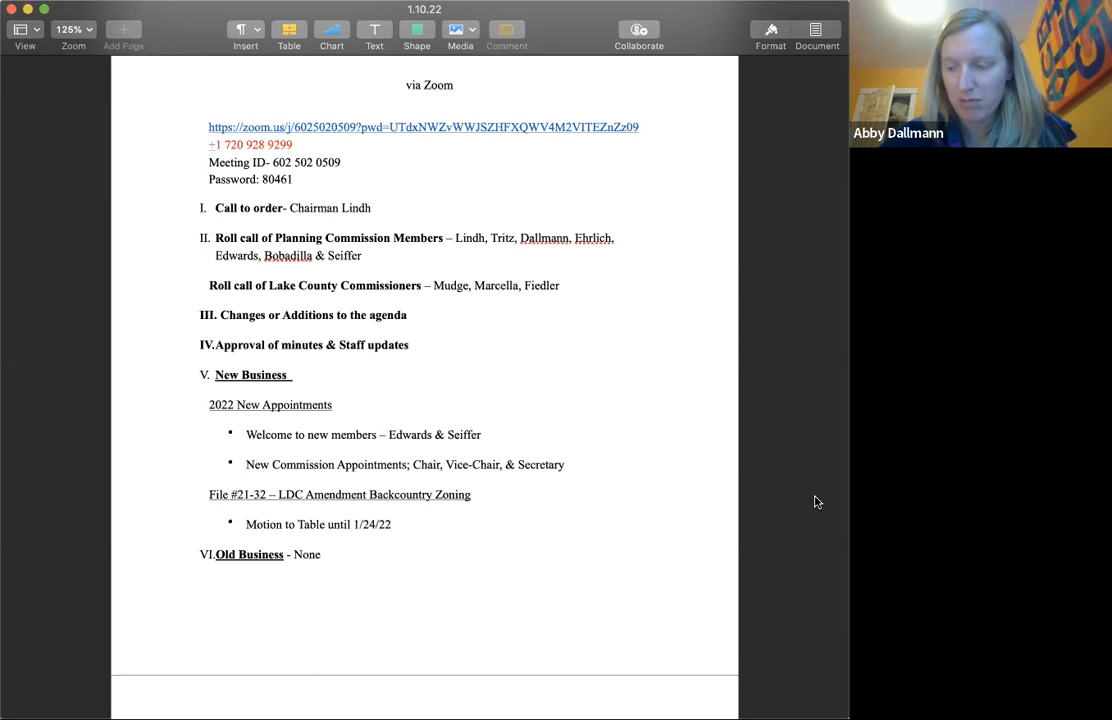 1.10.22
125%
View
Zoom
Add Page
Insert
Table
Chart
Text
Shape
Media
Comment
Collaborate
Format
Document
Abby Dallmann
via Zoom
https://zoom.us/j/6025020509?pwd=UTdxNWZvWWJSZHFXQWV4M2VITEZnZz09
+1 720 928 9299
Meeting ID- 602 502 0509
Password: 80461
I. Call to order- Chairman Lindh
II. Roll call of Planning Commission Members – Lindh, Tritz, Dallmann, Ehrlich,
Edwards, Bobadilla & Seiffer
Roll call of Lake County Commissioners – Mudge, Marcella, Fiedler
III. Changes or Additions to the agenda
IV.Approval of minutes & Staff updates
V. New Business
2022 New Appointments
• Welcome to new members – Edwards & Seiffer
• New Commission Appointments; Chair, Vice-Chair, & Secretary
File #21-32 – LDC Amendment Backcountry Zoning
• Motion to Table until 1/24/22
VI.Old Business - None